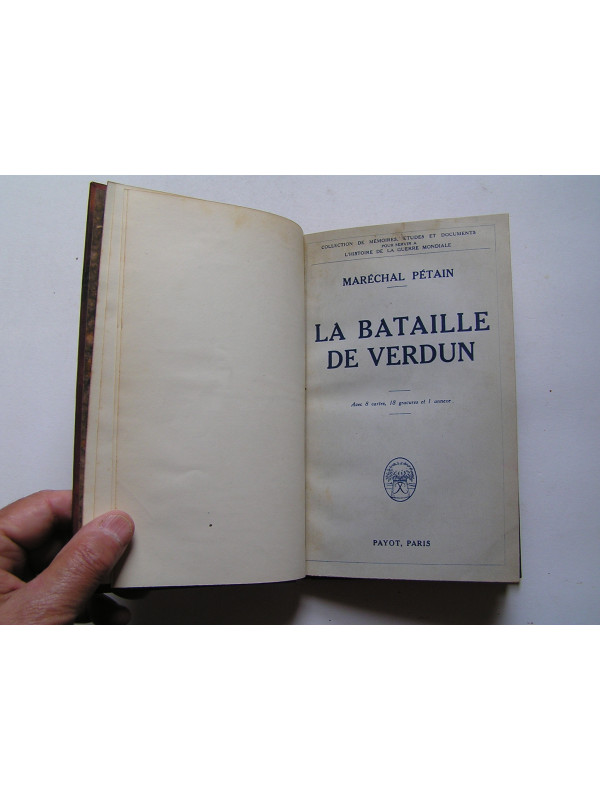 COLLECTION DE MÉMOIRES, ÉTUDES ET DOCUMENTS
POUR SERVIR A
L'HISTOIRE DE LA GUERRE MONDIALE
MARÉCHAL PÉTAIN
LA BATAILLE
DE VERDUN
Avec 8 cartes, 18 gravures et 1 annexe
PAYOT, PARIS